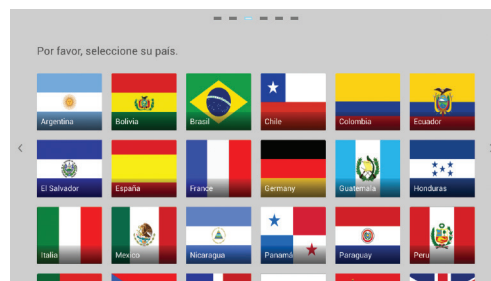 Por favor, seleccione su país.
Argentina Bolivia Brasil Chile Colombia Ecuador
El Salvador España France Germany Guatemala Honduras
Italia Mexico Nicaragua Panamá Paraguay Peru